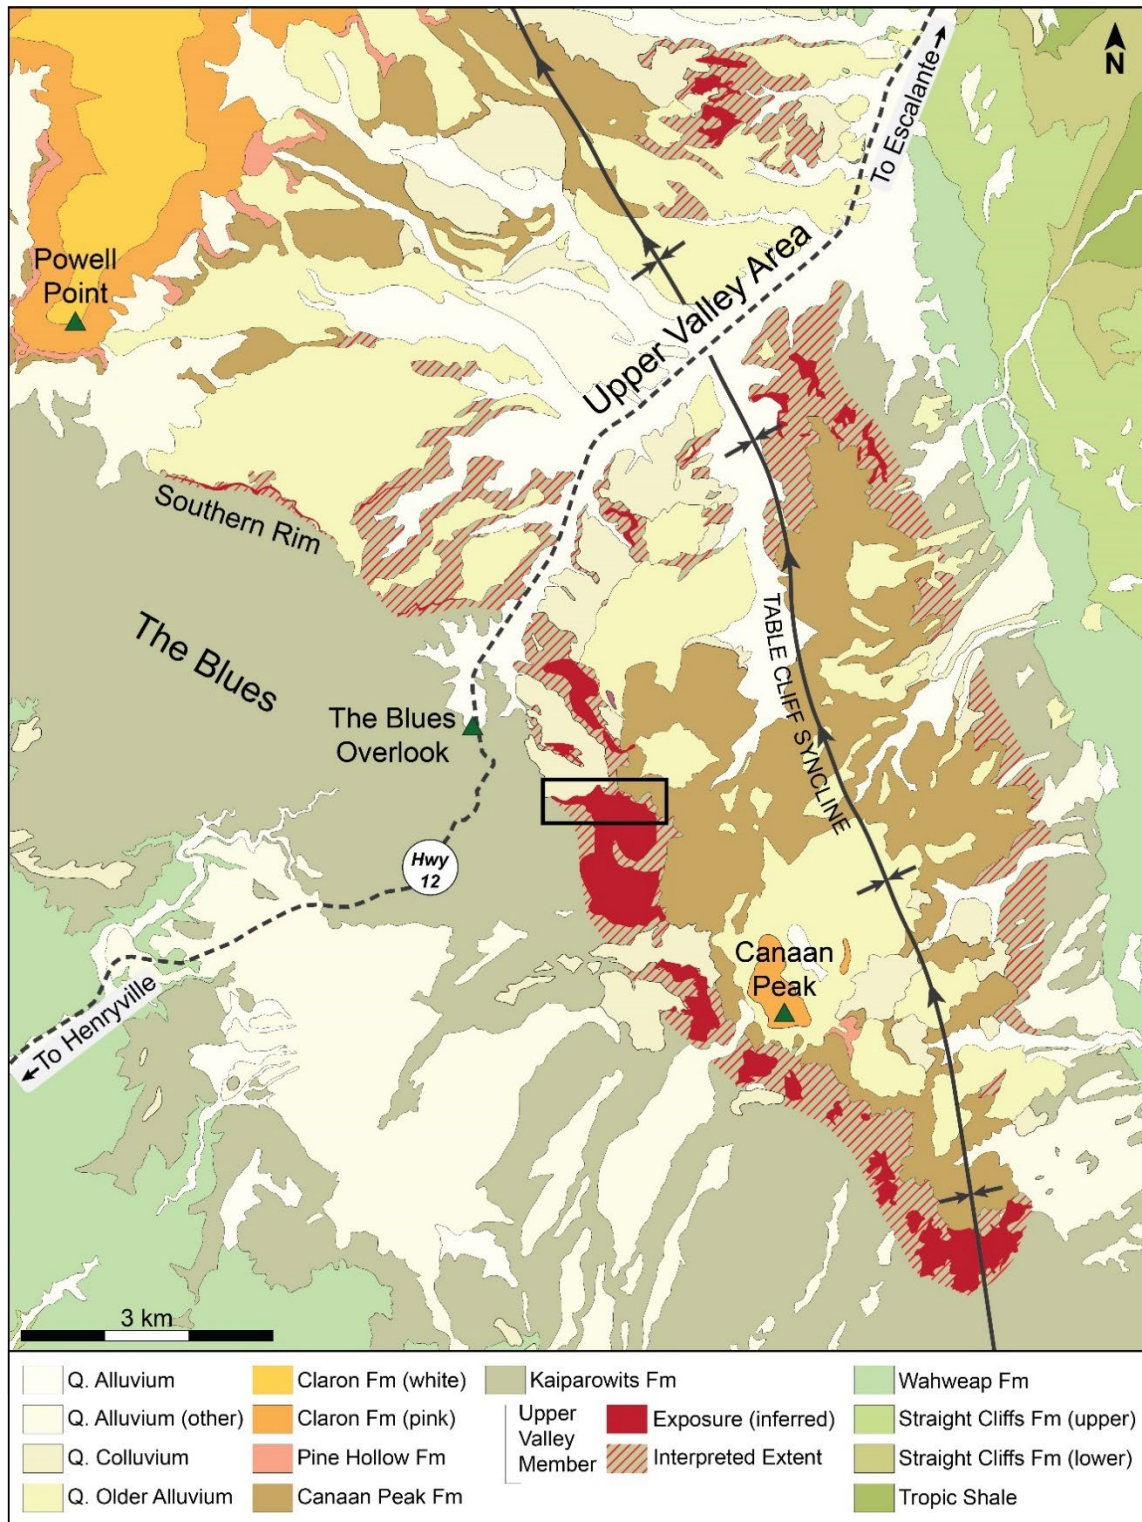 N
To Escalante
Powell
Point
Upper Valley Area
Southern Rim
The Blues
TABLE CLIFF SYNCLINE
The Blues
Overlook
Hwy
12
Canaan
Peak
To Henryville
3 km
Q. Alluvium
Q. Alluvium (other)
Q. Colluvium
Q. Older Alluvium
Claron Fm (white)
Claron Fm (pink)
Pine Hollow Fm
Canaan Peak Fm
Kaiparowits Fm
Upper
Valley
Member
Exposure (inferred)
Interpreted Extent
Wahweap Fm
Straight Cliffs Fm (upper)
Straight Cliffs Fm (lower)
Tropic Shale